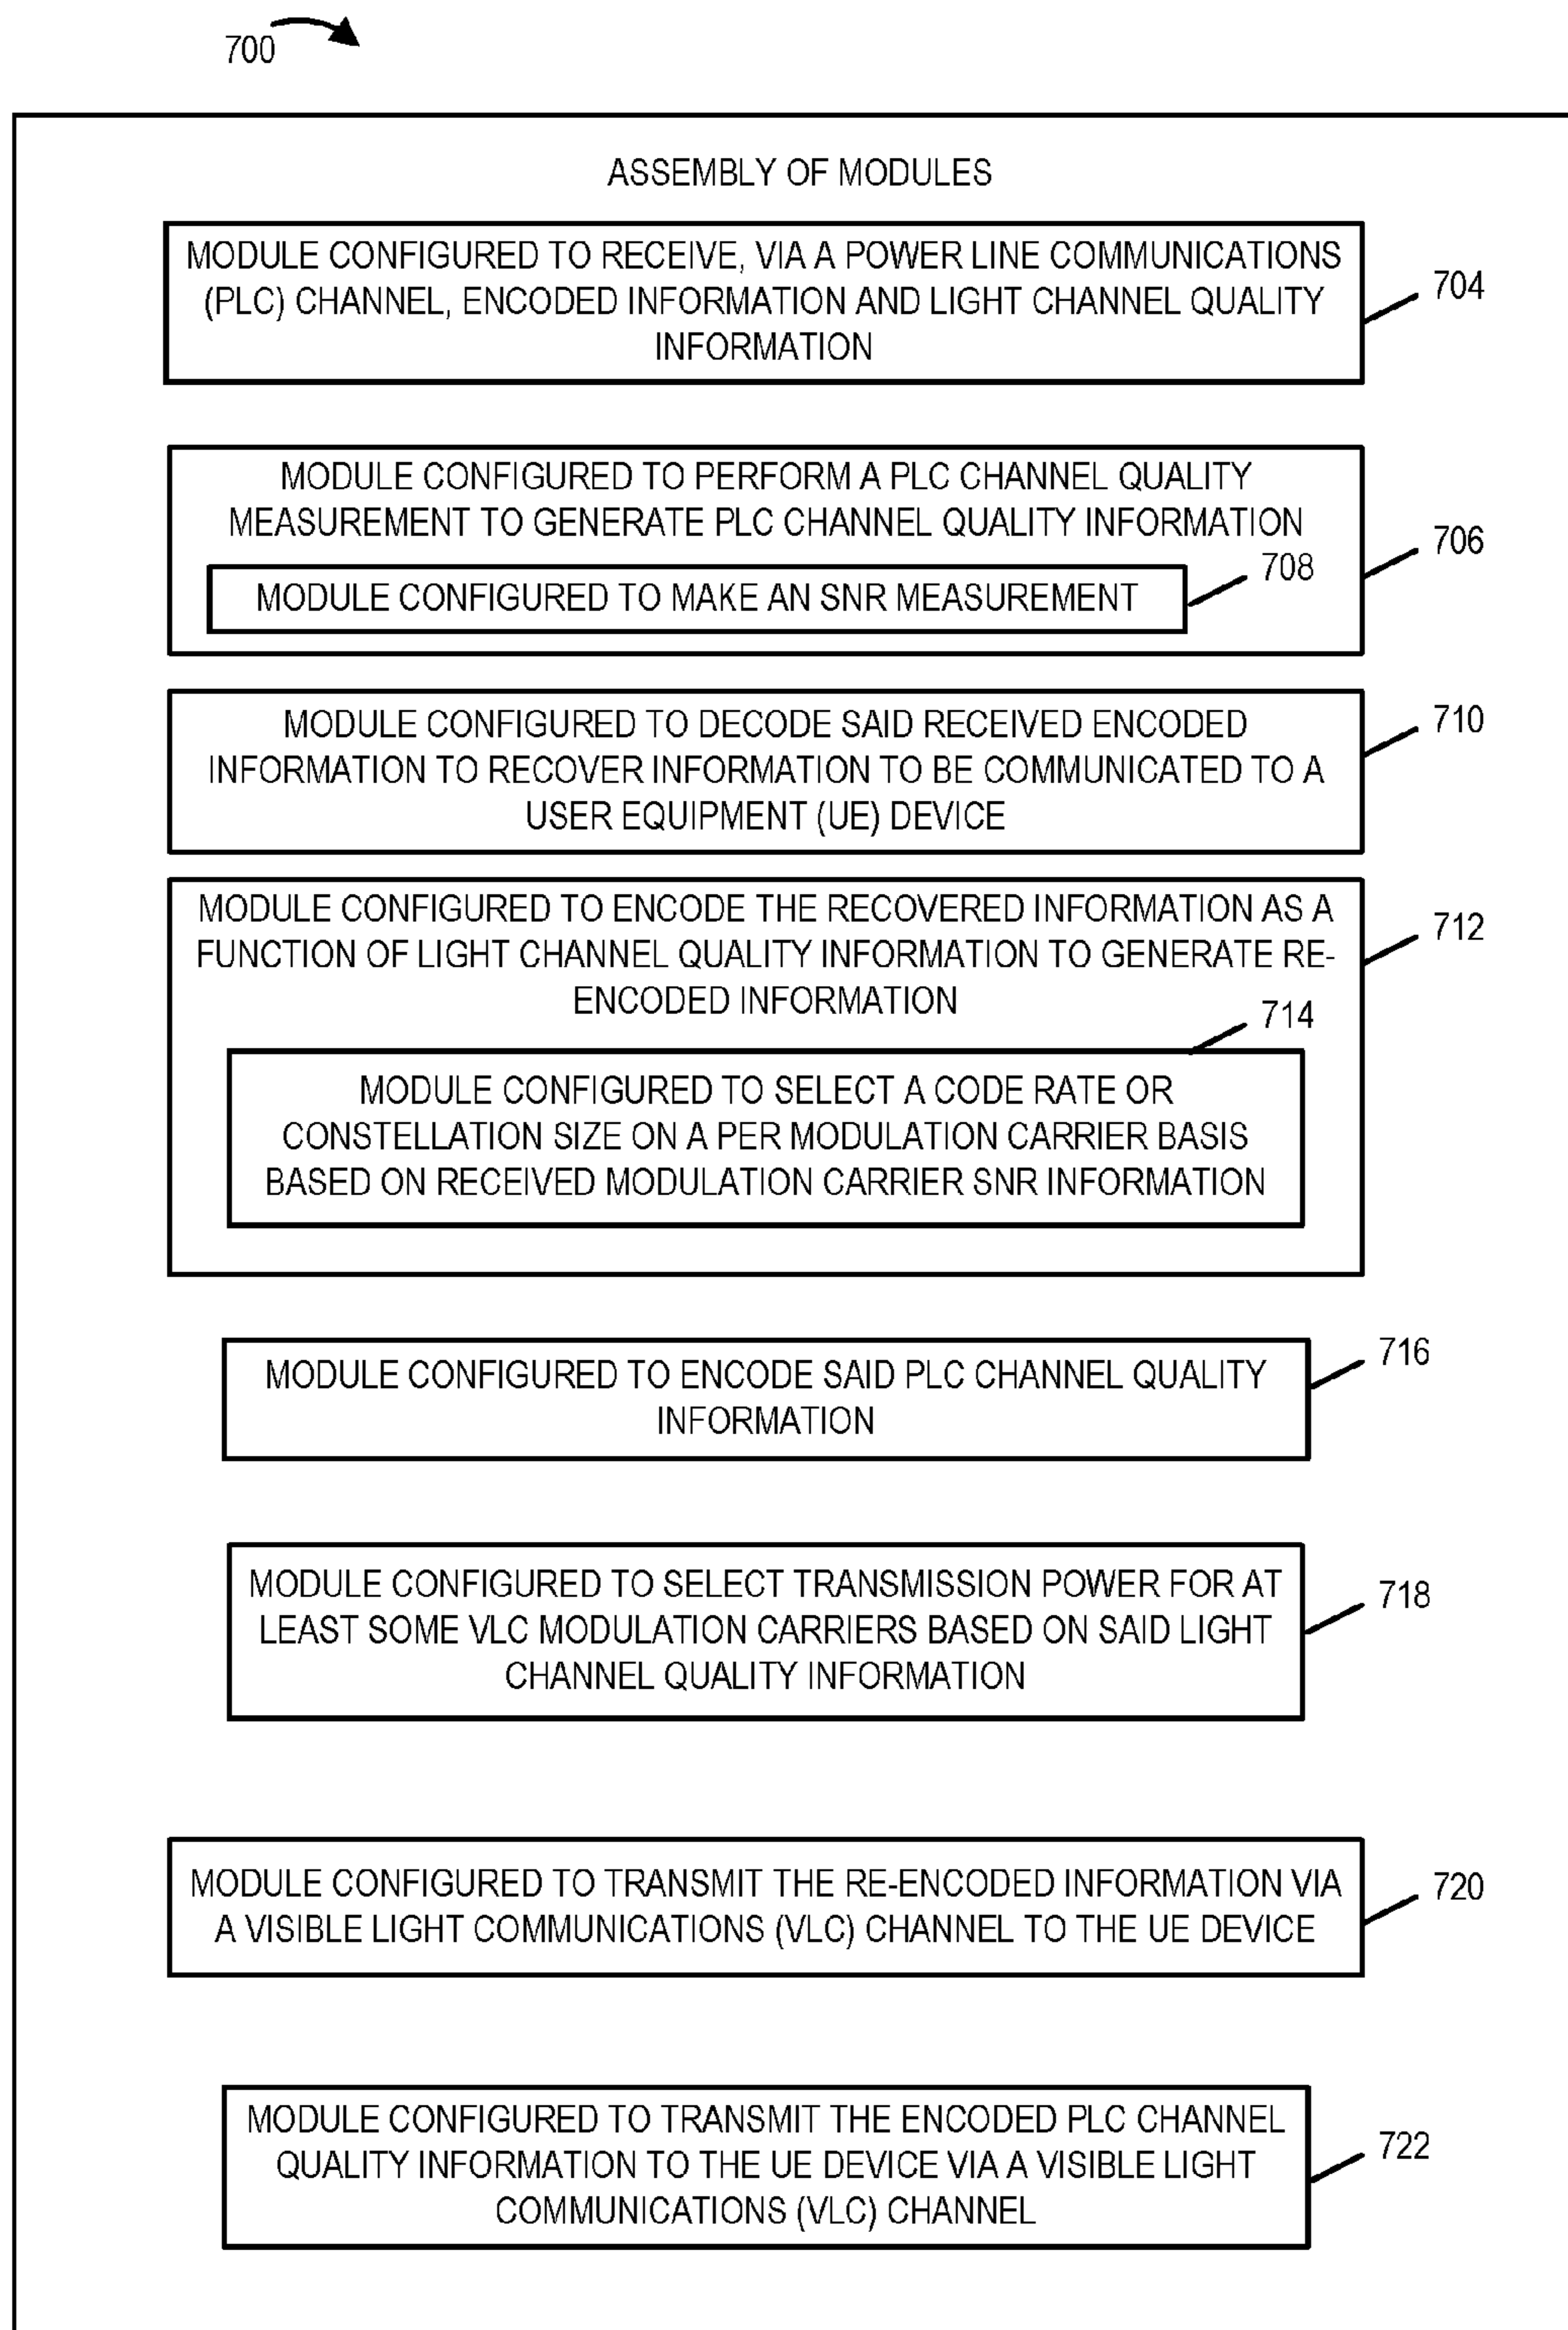 700
ASSEMBLY OF MODULES
MODULE CONFIGURED TO RECEIVE, VIA A POWER LINE COMMUNICATIONS
(PLC) CHANNEL, ENCODED INFORMATION AND LIGHT CHANNEL QUALITY
INFORMATION
704
MODULE CONFIGURED TO PERFORM A PLC CHANNEL QUALITY
MEASUREMENT TO GENERATE PLC CHANNEL QUALITY INFORMATION
706
708
MODULE CONFIGURED TO MAKE AN SNR MEASUREMENT
MODULE CONFIGURED TO DECODE SAID RECEIVED ENCODED
INFORMATION TO RECOVER INFORMATION TO BE COMMUNICATED TO A
USER EQUIPMENT (UE) DEVICE
710
MODULE CONFIGURED TO ENCODE THE RECOVERED INFORMATION AS A
FUNCTION OF LIGHT CHANNEL QUALITY INFORMATION TO GENERATE RE-
ENCODED INFORMATION
712
714
MODULE CONFIGURED TO SELECT A CODE RATE OR
CONSTELLATION SIZE ON A PER MODULATION CARRIER BASIS
BASED ON RECEIVED MODULATION CARRIER SNR INFORMATION
MODULE CONFIGURED TO ENCODE SAID PLC CHANNEL QUALITY
INFORMATION
716
MODULE CONFIGURED TO SELECT TRANSMISSION POWER FOR AT
LEAST SOME VLC MODULATION CARRIERS BASED ON SAID LIGHT
CHANNEL QUALITY INFORMATION
718
MODULE CONFIGURED TO TRANSMIT THE RE-ENCODED INFORMATION VIA
A VISIBLE LIGHT COMMUNICATIONS (VLC) CHANNEL TO THE UE DEVICE
720
MODULE CONFIGURED TO TRANSMIT THE ENCODED PLC CHANNEL
QUALITY INFORMATION TO THE UE DEVICE VIA A VISIBLE LIGHT
COMMUNICATIONS (VLC) CHANNEL
722